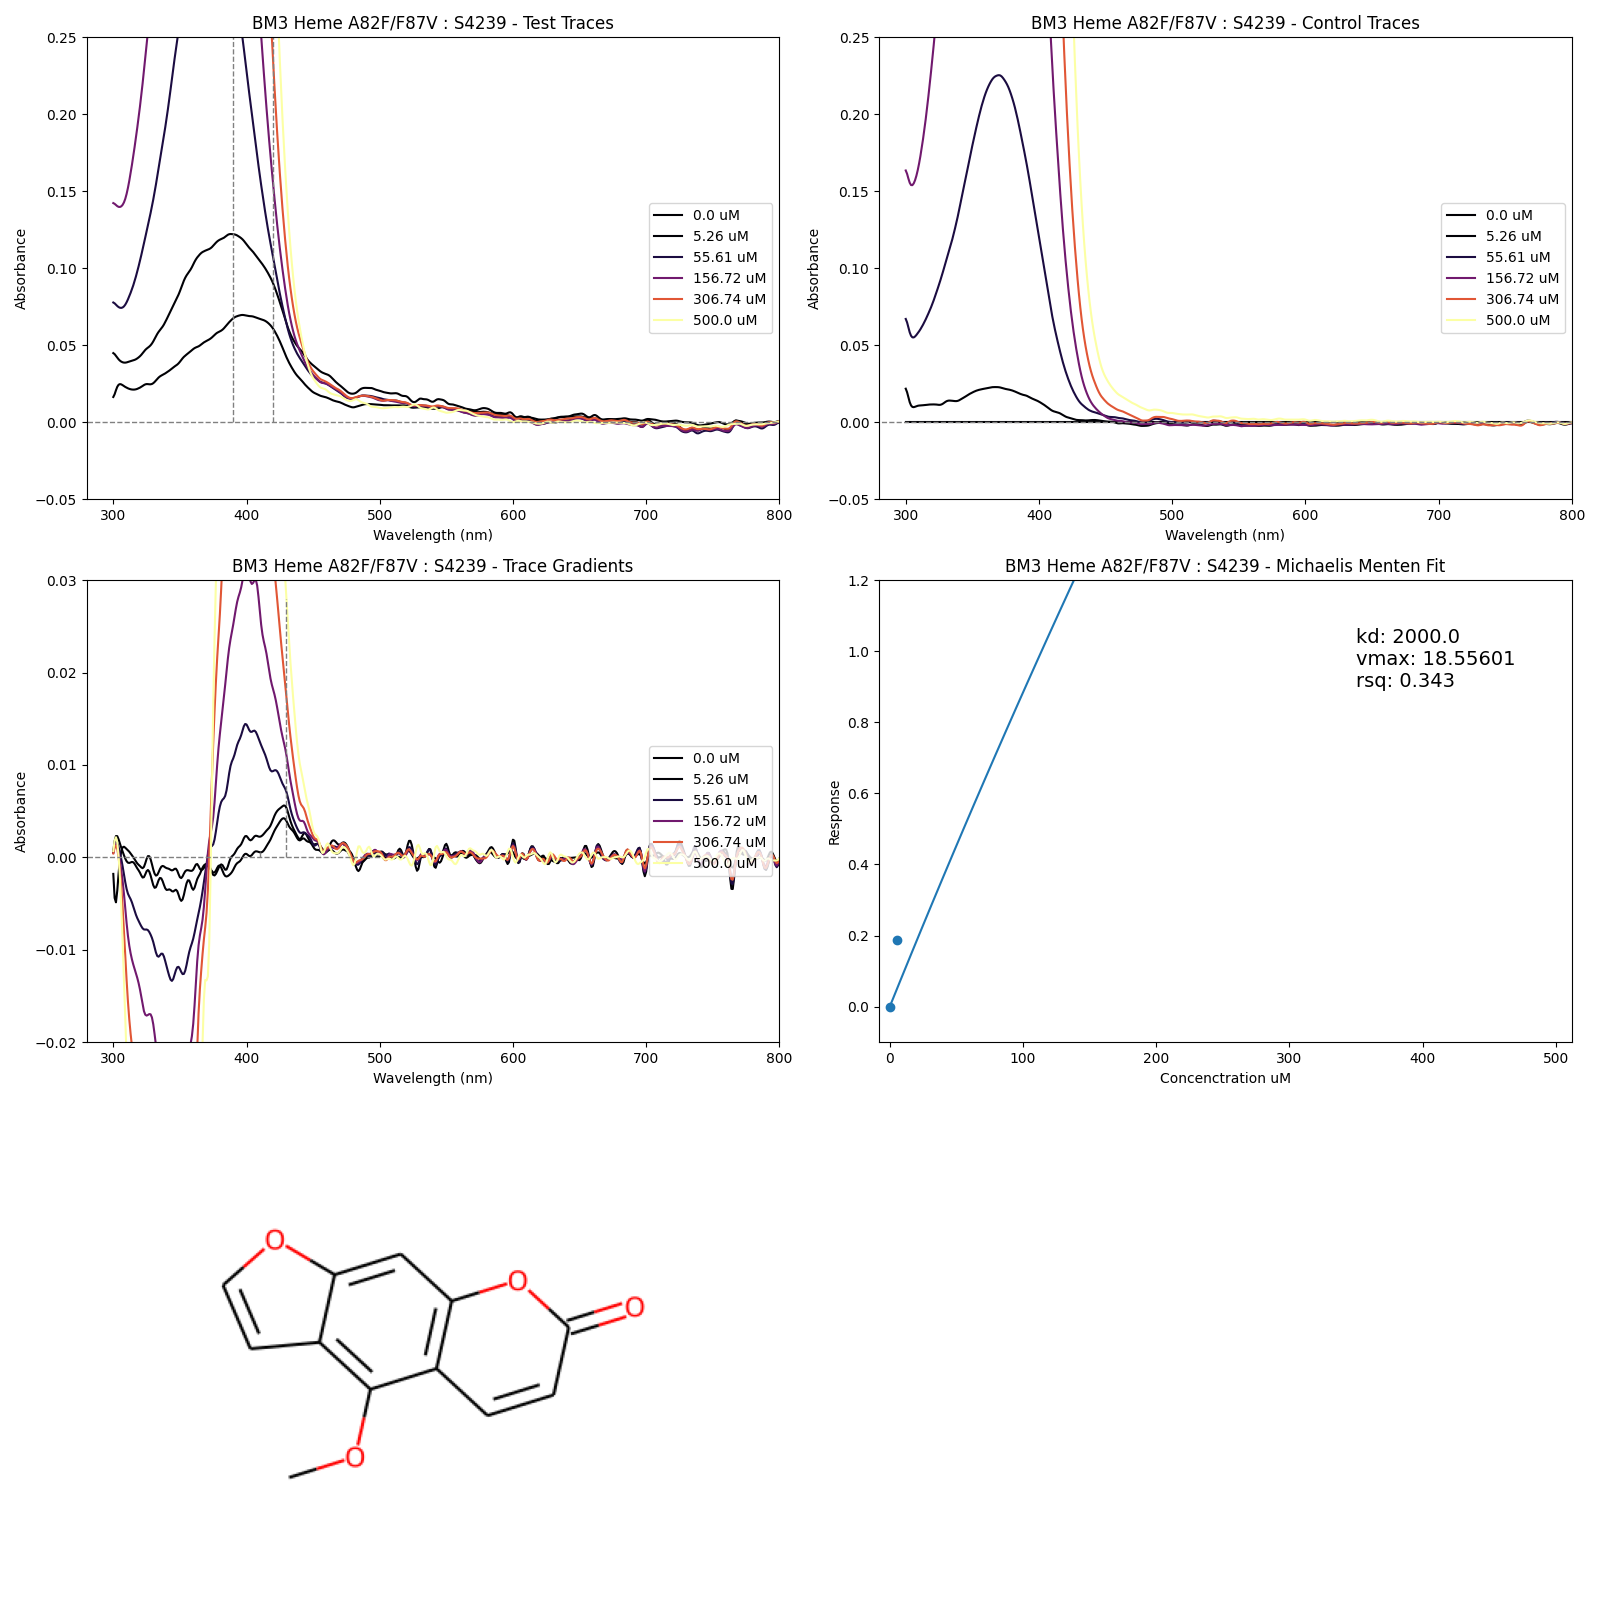 BM3 Heme A82F/F87V : S4239 - Test Traces
0.25
0.20
0.15
0.10
0.05
0.00
−0.05
Absorbance
0.0 uM
5.26 uM
55.61 uM
156.72 uM
306.74 uM
500.0 uM
300 400 500 600 700 800
Wavelength (nm)
BM3 Heme A82F/F87V : S4239 - Control Traces
0.25
0.20
0.15
0.10
0.05
0.00
−0.05
Absorbance
0.0 uM
5.26 uM
55.61 uM
156.72 uM
306.74 uM
500.0 uM
300 400 500 600 700 800
Wavelength (nm)
BM3 Heme A82F/F87V : S4239 - Trace Gradients
0.03
0.02
0.01
0.00
−0.01
−0.02
Absorbance
0.0 uM
5.26 uM
55.61 uM
156.72 uM
306.74 uM
500.0 uM
300 400 500 600 700 800
Wavelength (nm)
BM3 Heme A82F/F87V : S4239 - Michaelis Menten Fit
1.2
1.0
0.8
0.6
0.4
0.2
0.0
Response
kd: 2000.0
vmax: 18.55601
rsq: 0.343
0 100 200 300 400 500
Concenctration uM
O
O
O
O